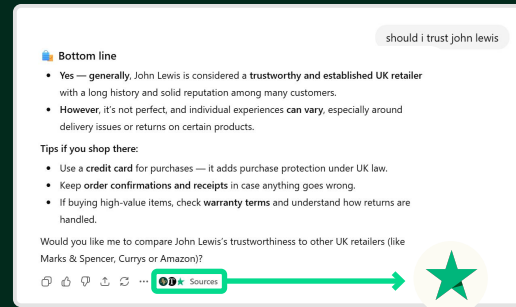 should i trust john lewis
Bottom line
• Yes — generally, John Lewis is considered a trustworthy and established UK retailer
with a long history and solid reputation among many customers.
• However, it's not perfect, and individual experiences can vary, especially around
delivery issues or returns on certain products.
Tips if you shop there:
• Use a credit card for purchases — it adds purchase protection under UK law.
• Keep order confirmations and receipts in case anything goes wrong.
• If buying high-value items, check warranty terms and understand how returns are
handled.
Would you like me to compare John Lewis's trustworthiness to other UK retailers (like
Marks & Spencer, Currys or Amazon)?
Sources